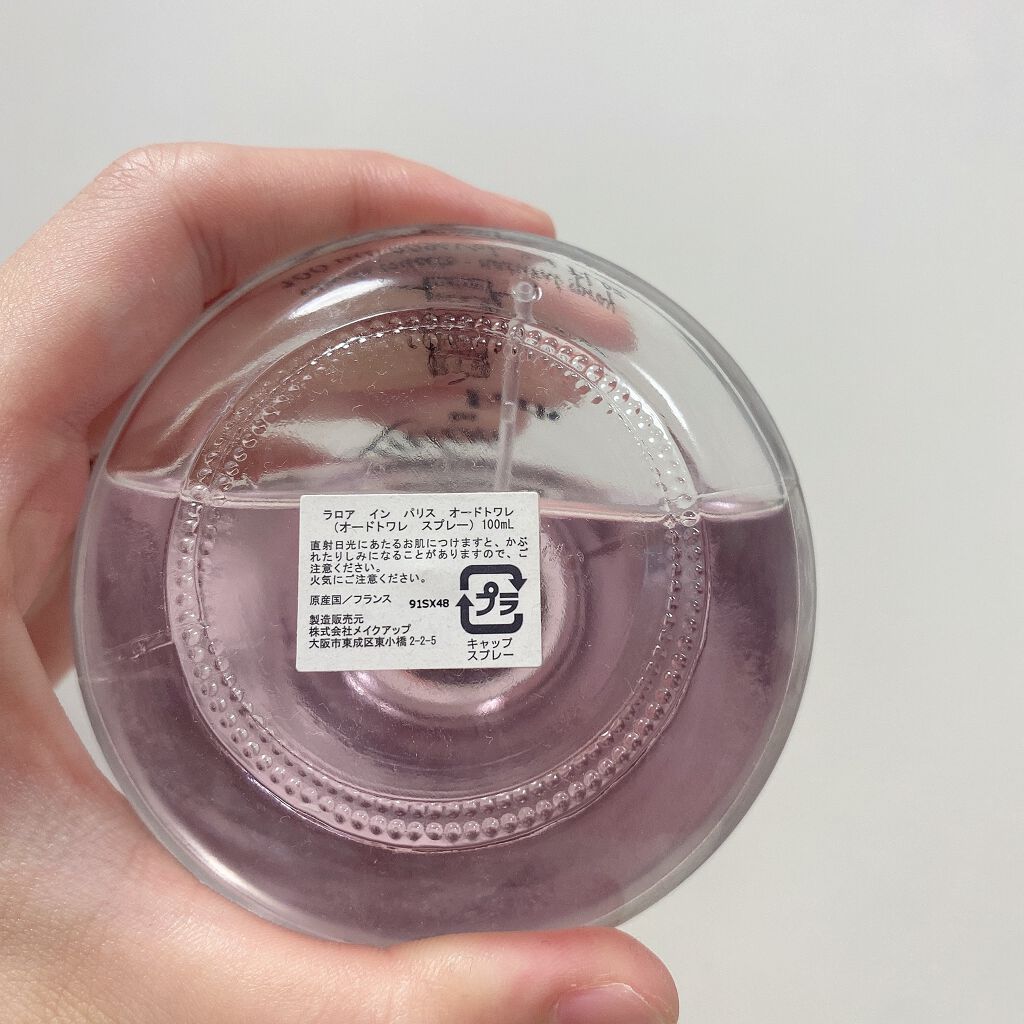 ラロア イン パリス オードトワレ
（オードトワレ スプレー）100mL
直射日光にあたるお肌につけますと、かぶ
れたりしみになることがありますので、ご
注意ください。
火気にご注意ください。
原産国／フランス 91SX48
製造販売元
株式会社メイクアップ
大阪市東成区東小橋2-2-5
プラ
キャップ
スプレー